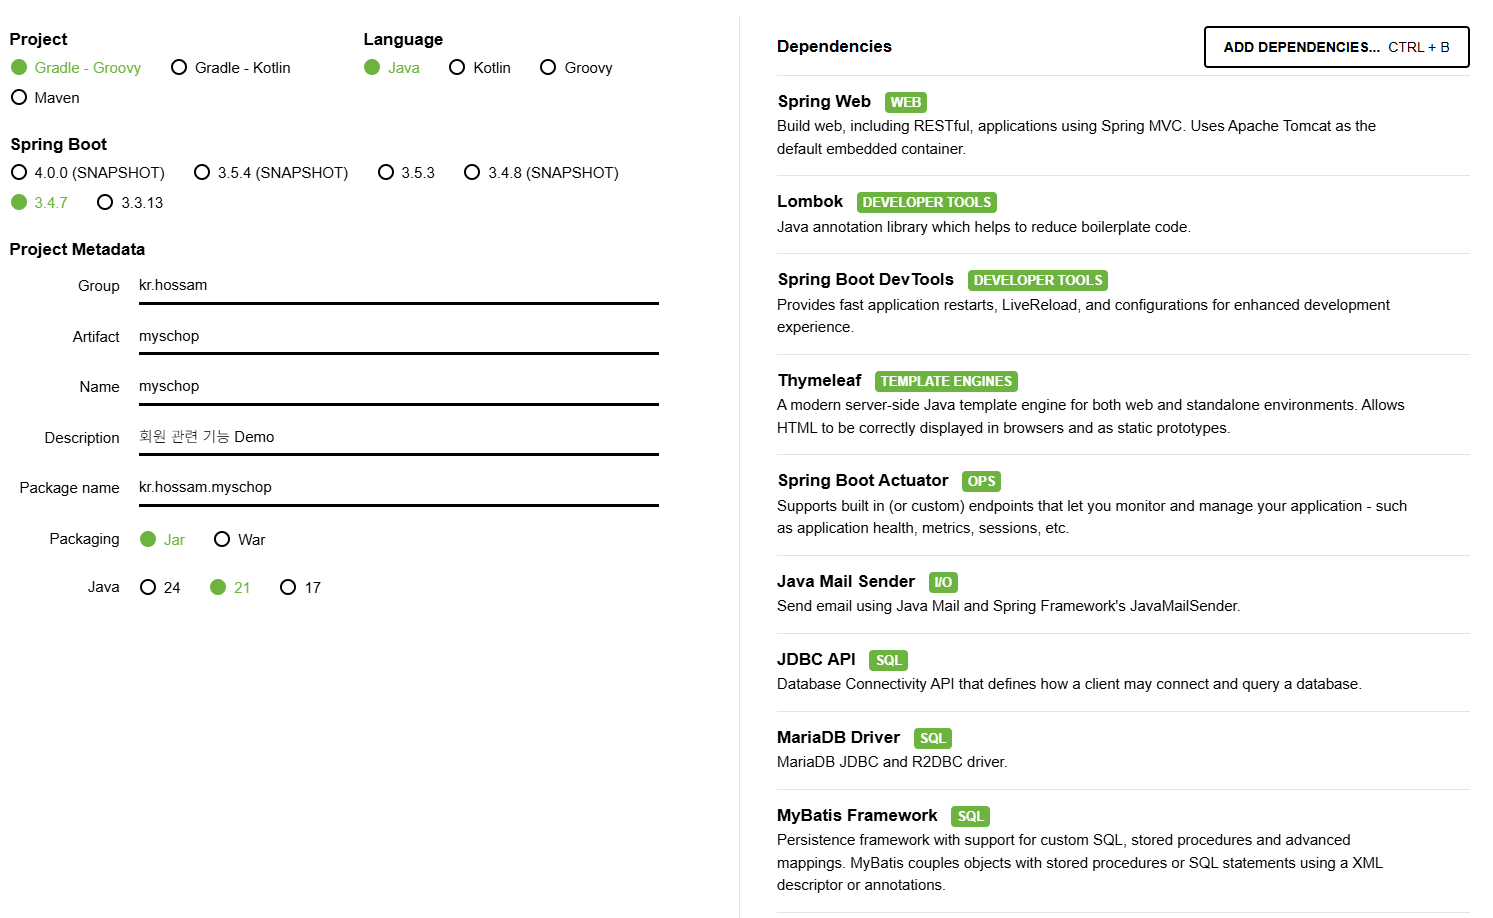 Project
Gradle - Groovy Gradle - Kotlin
Maven
Language
Java Kotlin Groovy
Spring Boot
4.0.0 (SNAPSHOT) 3.5.4 (SNAPSHOT) 3.5.3 3.4.8 (SNAPSHOT)
3.4.7 3.3.13
Project Metadata
Group kr.hossam
Artifact myschop
Name myschop
Description 회원 관련 기능 Demo
Package name kr.hossam.myschop
Packaging Jar War
Java 24 21 17
Dependencies ADD DEPENDENCIES... CTRL + B
Spring Web WEB
Build web, including RESTful, applications using Spring MVC. Uses Apache Tomcat as the
default embedded container.
Lombok DEVELOPER TOOLS
Java annotation library which helps to reduce boilerplate code.
Spring Boot DevTools DEVELOPER TOOLS
Provides fast application restarts, LiveReload, and configurations for enhanced development
experience.
Thymeleaf TEMPLATE ENGINES
A modern server-side Java template engine for both web and standalone environments. Allows
HTML to be correctly displayed in browsers and as static prototypes.
Spring Boot Actuator OPS
Supports built in (or custom) endpoints that let you monitor and manage your application - such
as application health, metrics, sessions, etc.
Java Mail Sender I/O
Send email using Java Mail and Spring Framework's JavaMailSender.
JDBC API SQL
Database Connectivity API that defines how a client may connect and query a database.
MariaDB Driver SQL
MariaDB JDBC and R2DBC driver.
MyBatis Framework SQL
Persistence framework with support for custom SQL, stored procedures and advanced
mappings. MyBatis couples objects with stored procedures or SQL statements using a XML
descriptor or annotations.